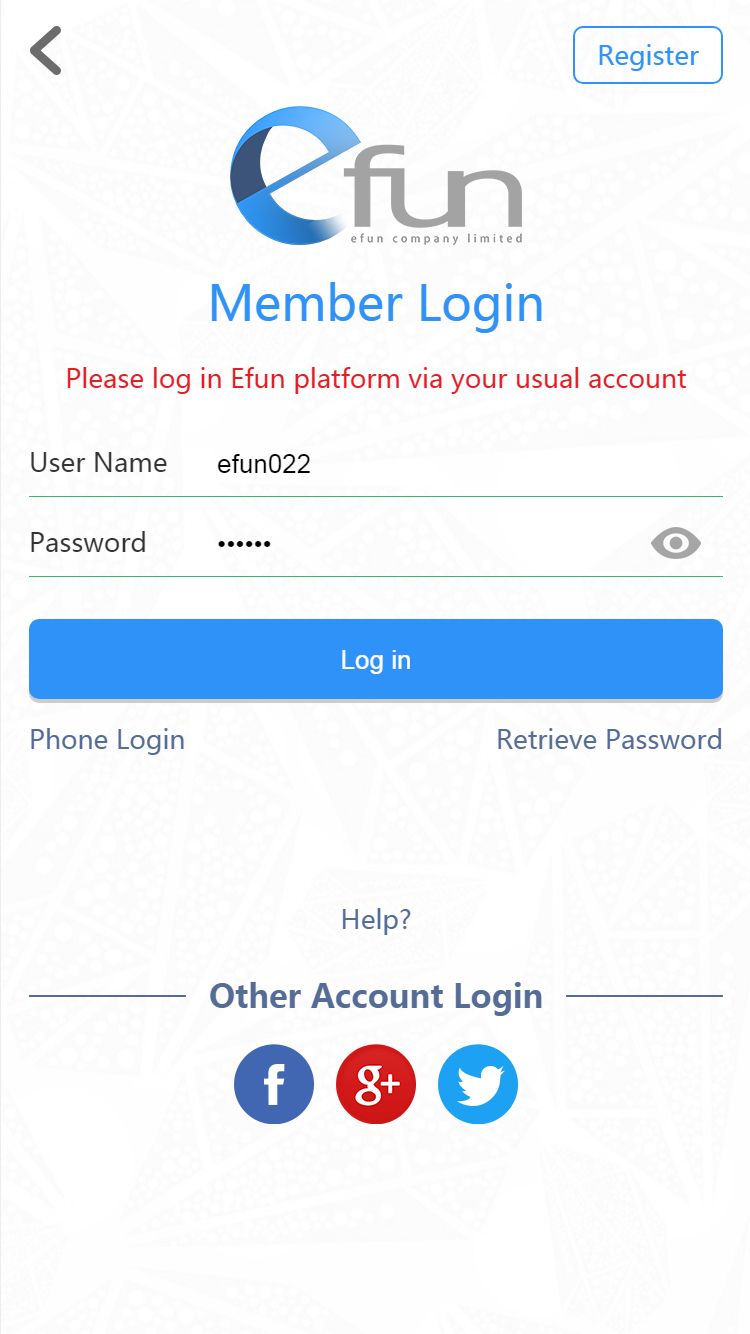 Register
efun
efun company limited
Member Login
Please log in Efun platform via your usual account
User Name efun022
Password ••••••
Log in
Phone Login Retrieve Password
Help?
Other Account Login
f g+